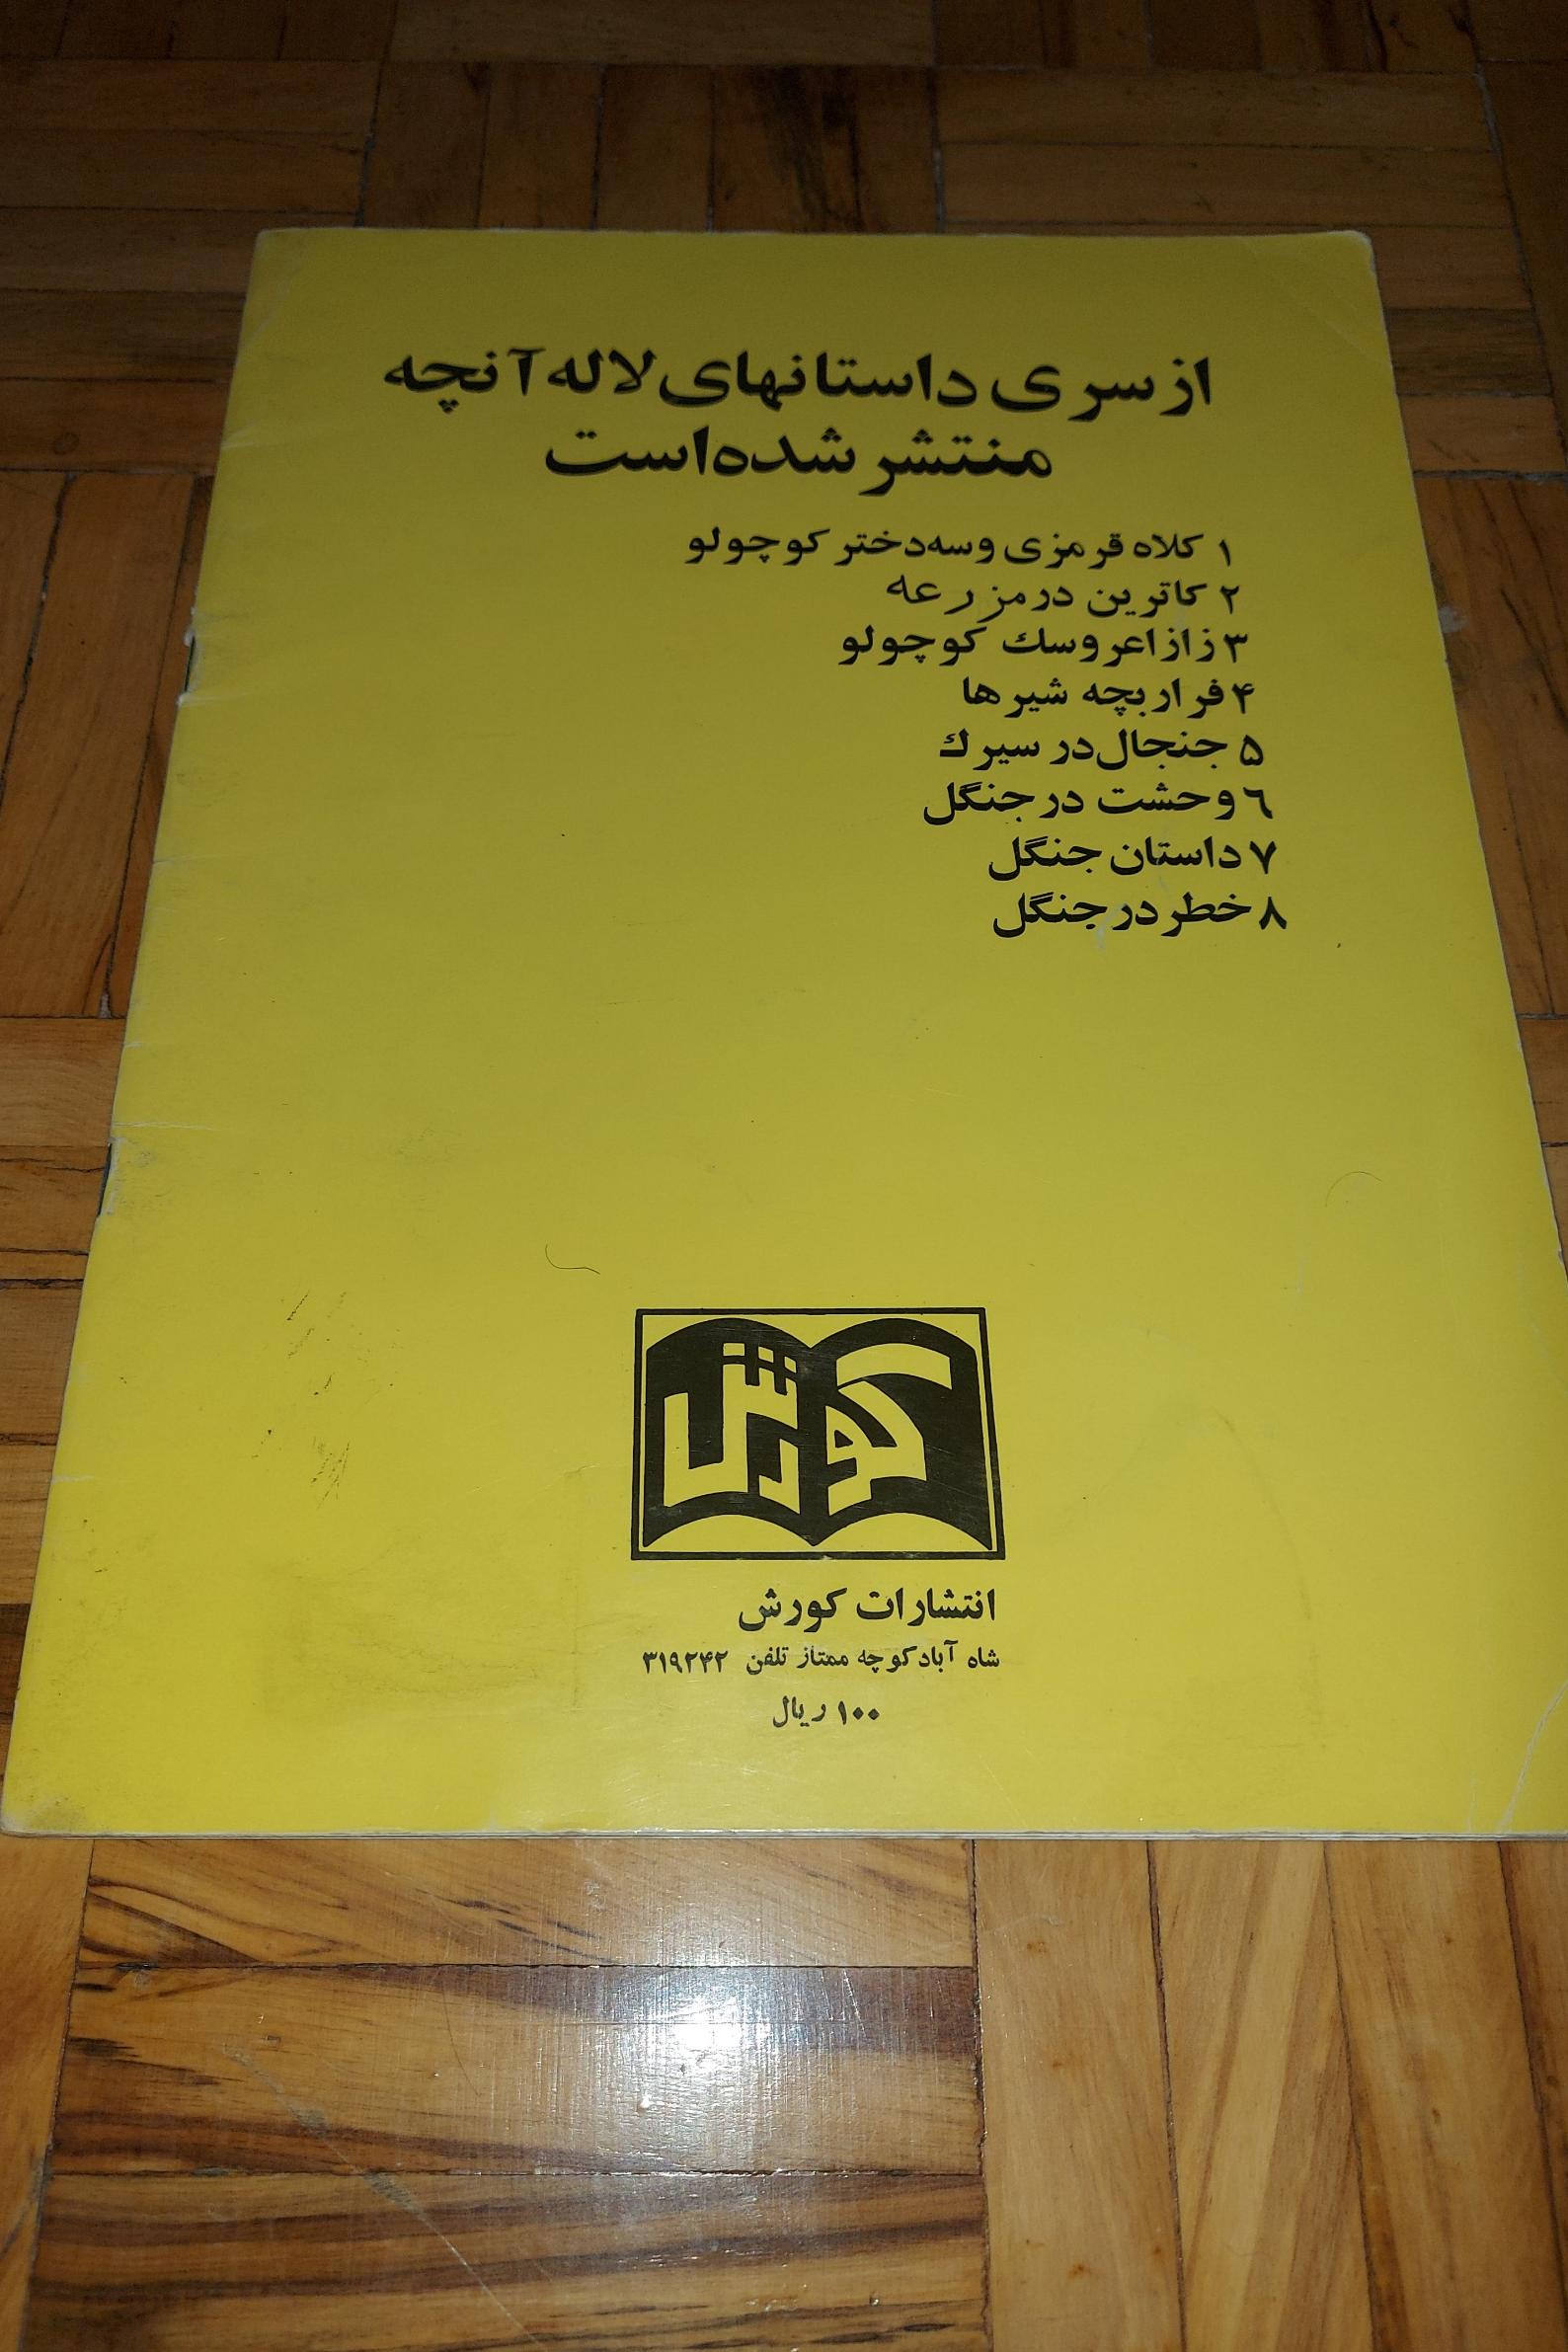 از سری داستانهای لاله آنچه
منتشر شده است
۱ کلاه قرمزی و سه دختر کوچولو
۲ کاترین در مزرعه
۳ زازا عروسك کوچولو
۴ فرار بچه شیرها
۵ جنجال در سیرك
٦ وحشت در جنگل
۷ داستان جنگل
۸ خطر در جنگل
کورش
انتشارات کورش
شاه آباد کوچه ممتاز تلفن ۳۱۹۲۴۲
۱۰۰ ریال